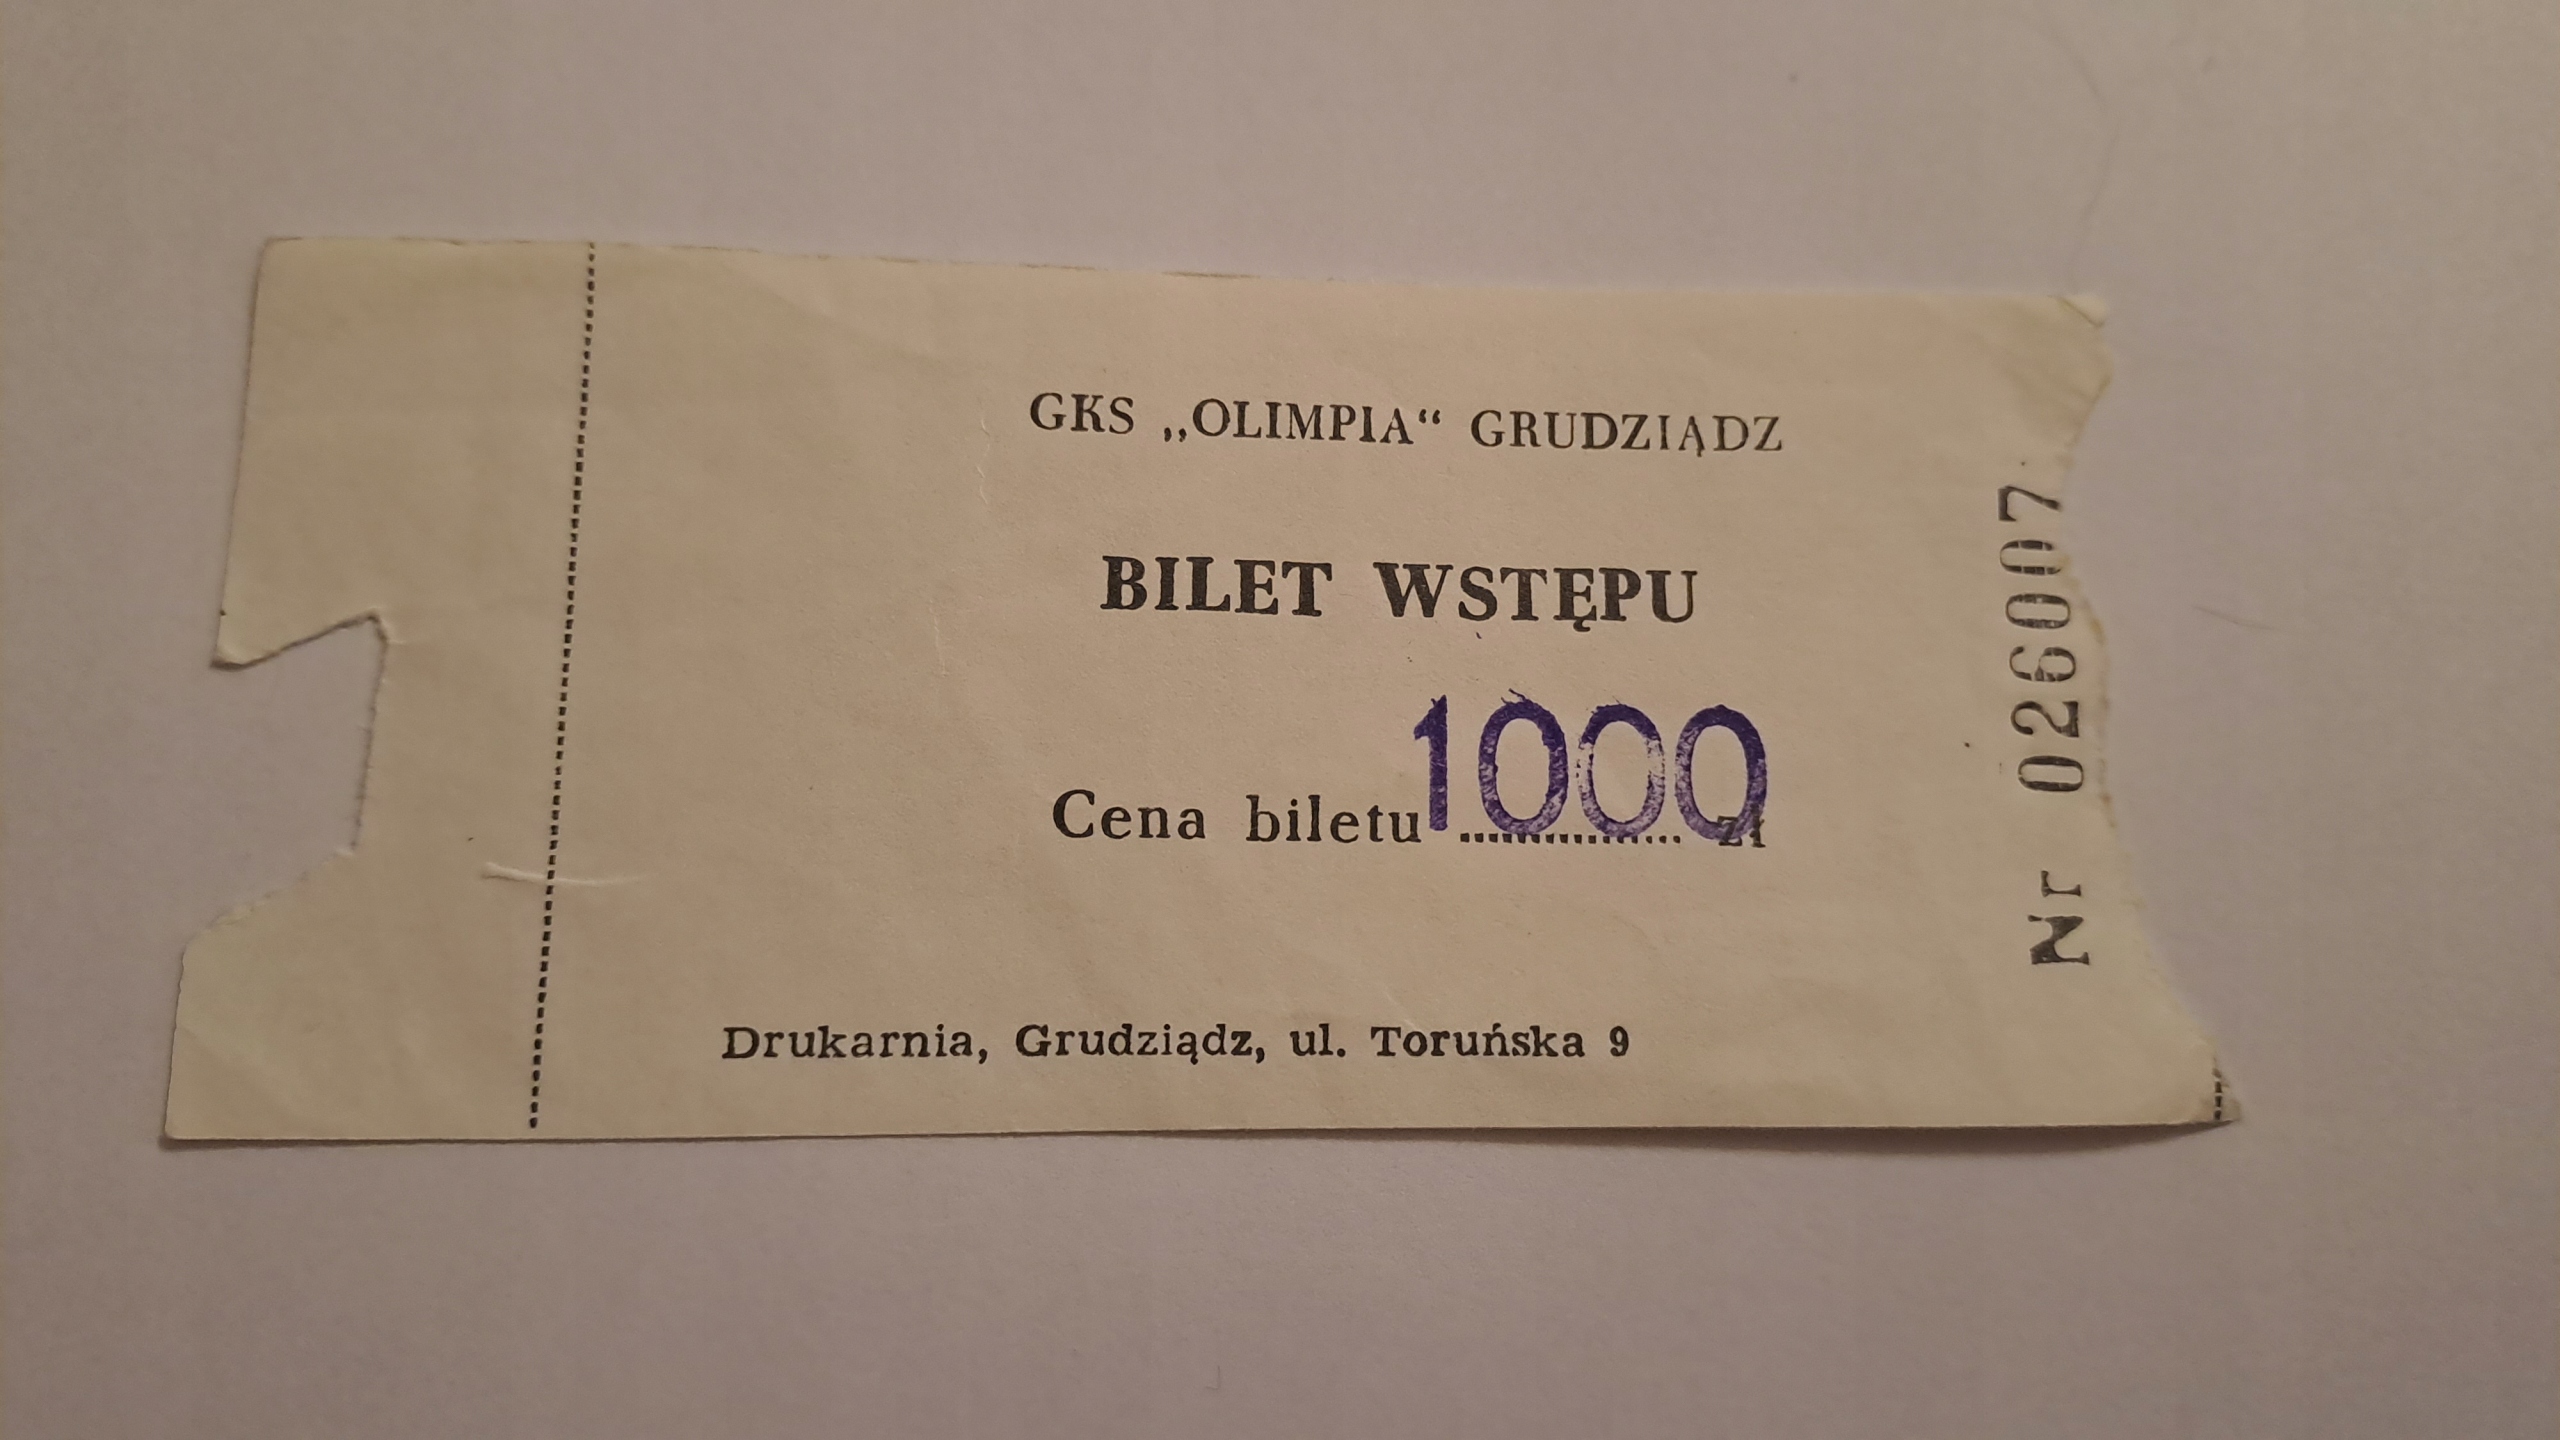 GKS „OLIMPIA“ GRUDZIĄDZ
BILET WSTĘPU
Cena biletu 1000 zł
Drukarnia, Grudziądz, ul. Toruńska 9
Nr 026007